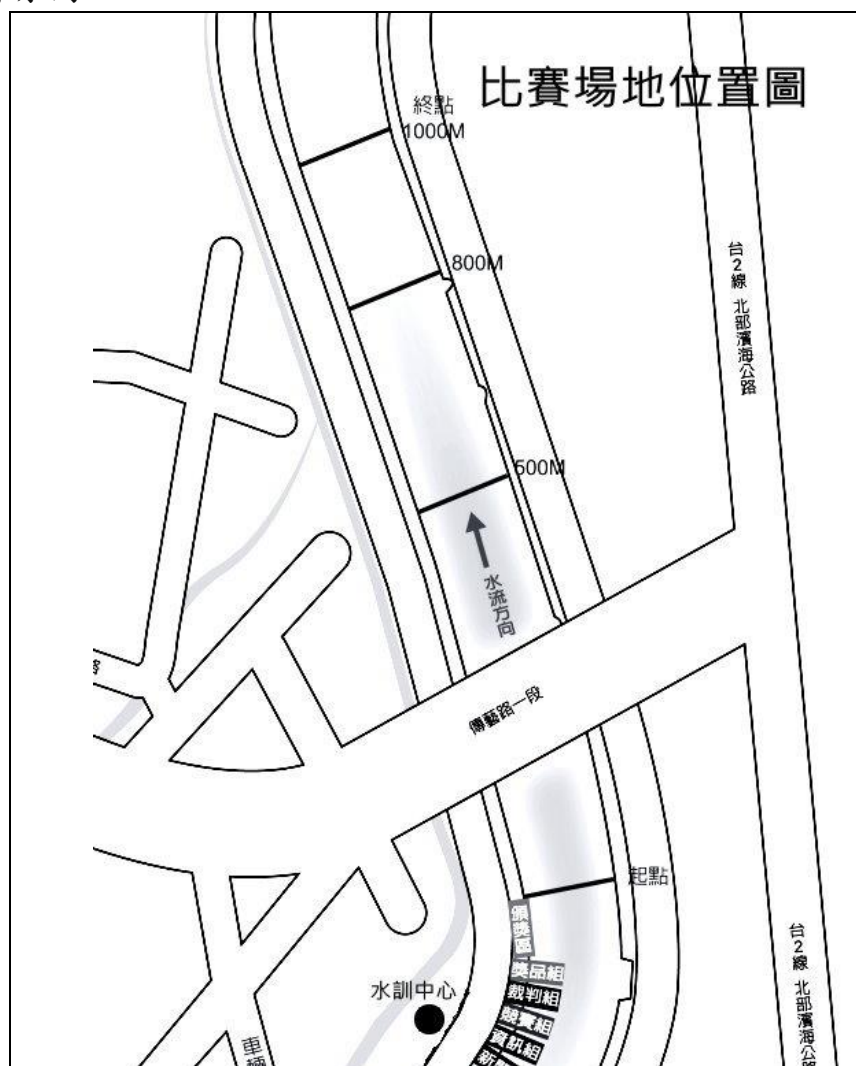 比賽場地位置圖
終點
1000M
800M
台2線 北部濱海公路
500M
水流方向
傳藝路一段
起點
頒獎區
獎品組
裁判組
競賽組
資訊組
水訓中心
台2線 北部濱海公路
車輛